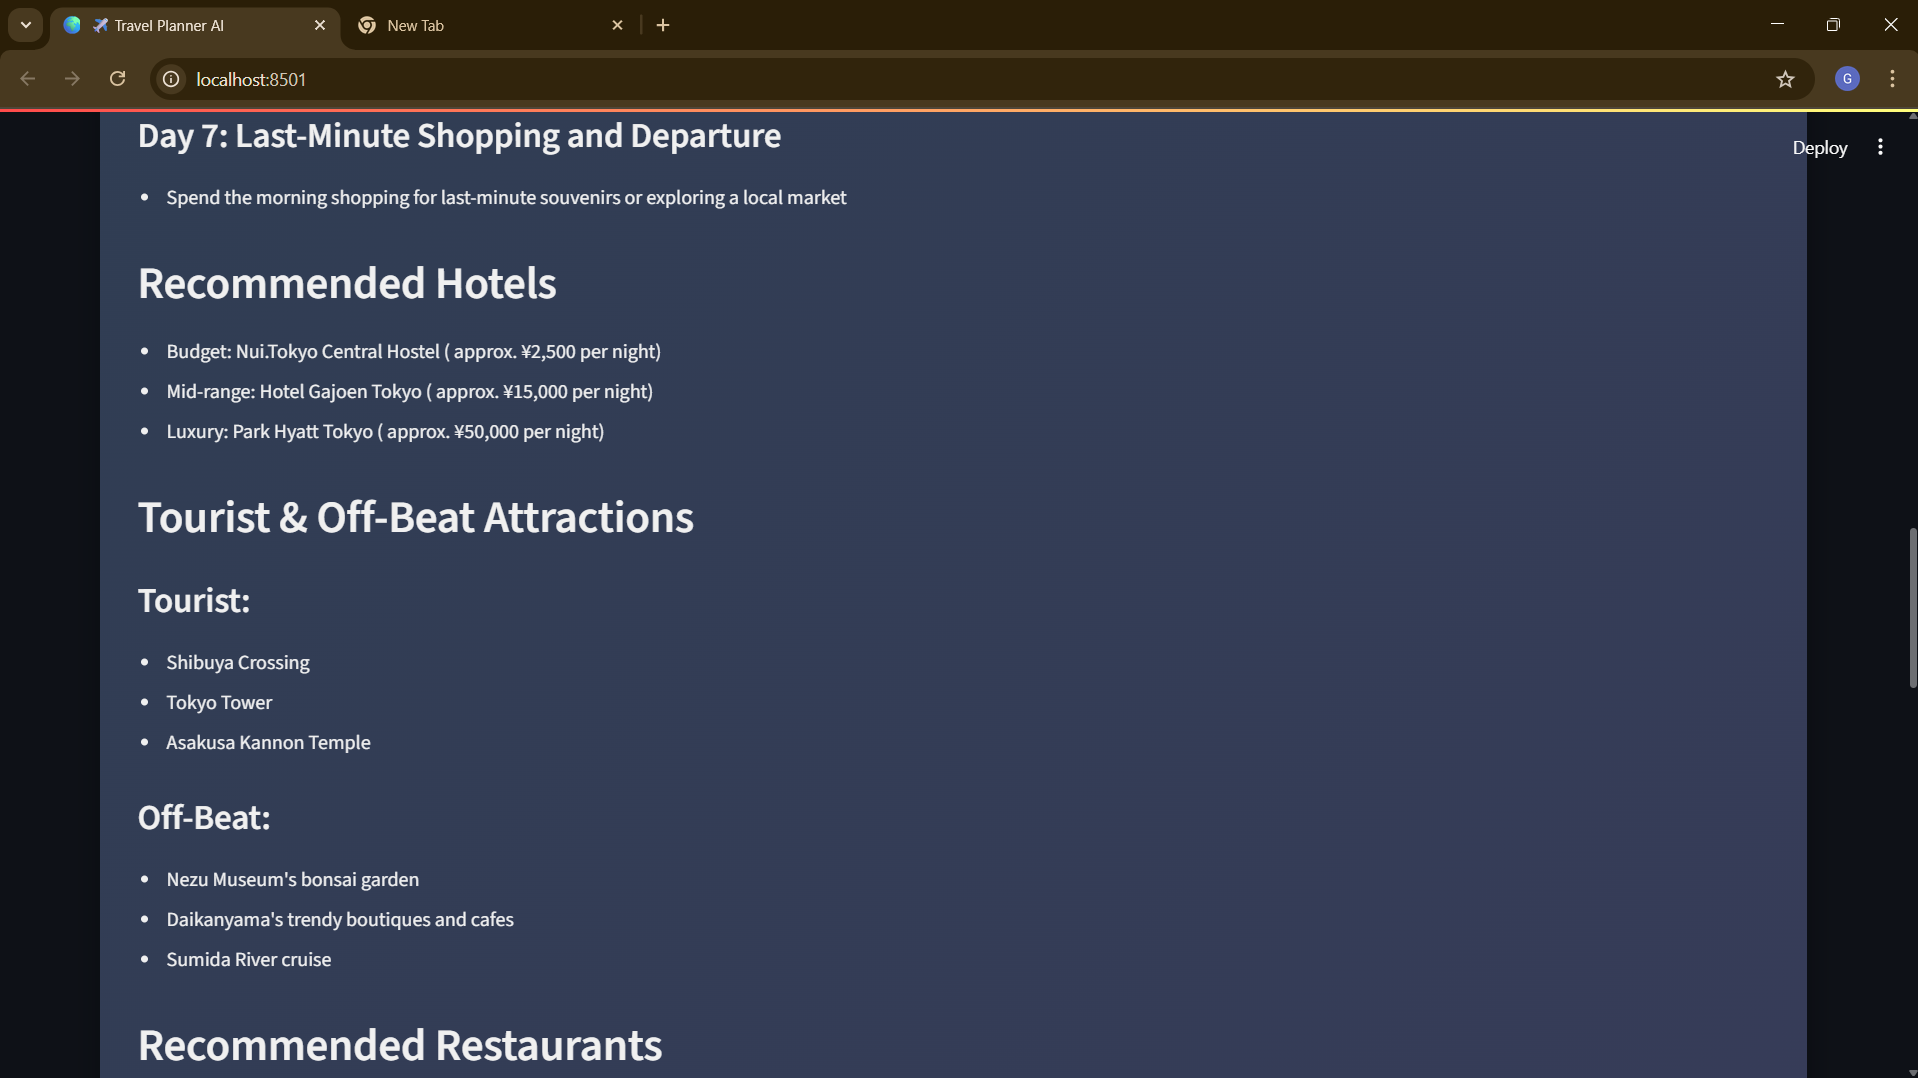 Travel Planner AI
New Tab
localhost:8501
G
Deploy
Day 7: Last-Minute Shopping and Departure
• Spend the morning shopping for last-minute souvenirs or exploring a local market
Recommended Hotels
• Budget: Nui.Tokyo Central Hostel ( approx. ¥2,500 per night)
• Mid-range: Hotel Gajoen Tokyo ( approx. ¥15,000 per night)
• Luxury: Park Hyatt Tokyo ( approx. ¥50,000 per night)
Tourist & Off-Beat Attractions
Tourist:
• Shibuya Crossing
• Tokyo Tower
• Asakusa Kannon Temple
Off-Beat:
• Nezu Museum's bonsai garden
• Daikanyama's trendy boutiques and cafes
• Sumida River cruise
Recommended Restaurants